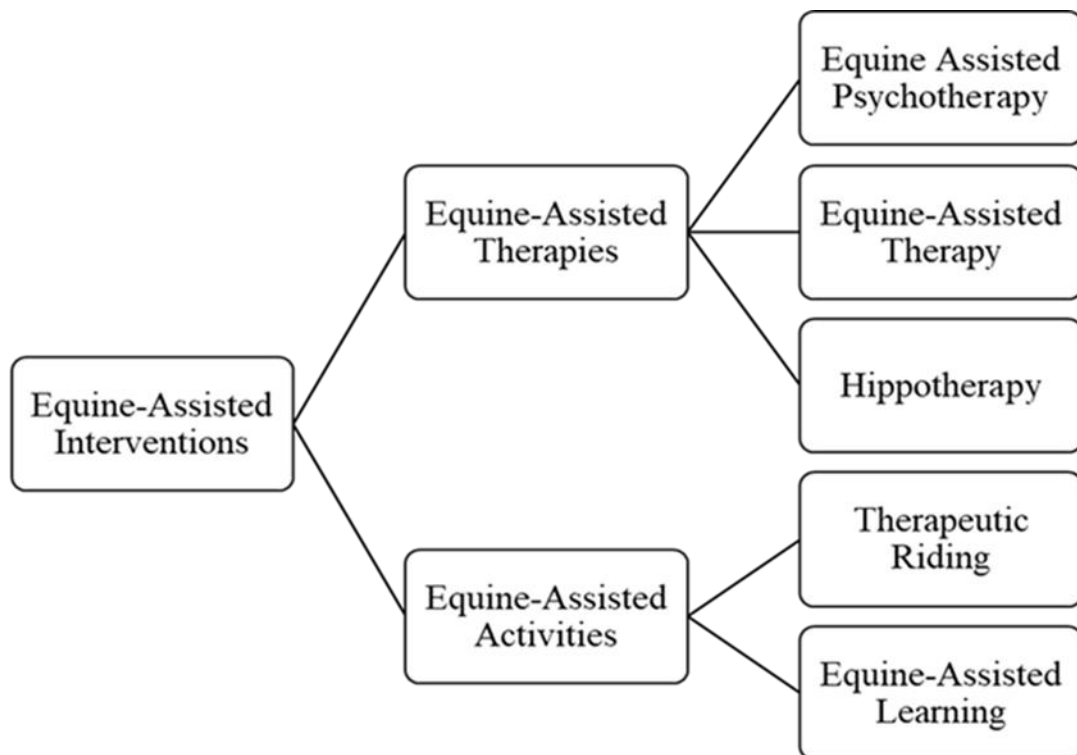 Equine-Assisted
Interventions
Equine-Assisted
Therapies
Equine Assisted
Psychotherapy
Equine-Assisted
Therapy
Hippotherapy
Equine-Assisted
Activities
Therapeutic
Riding
Equine-Assisted
Learning